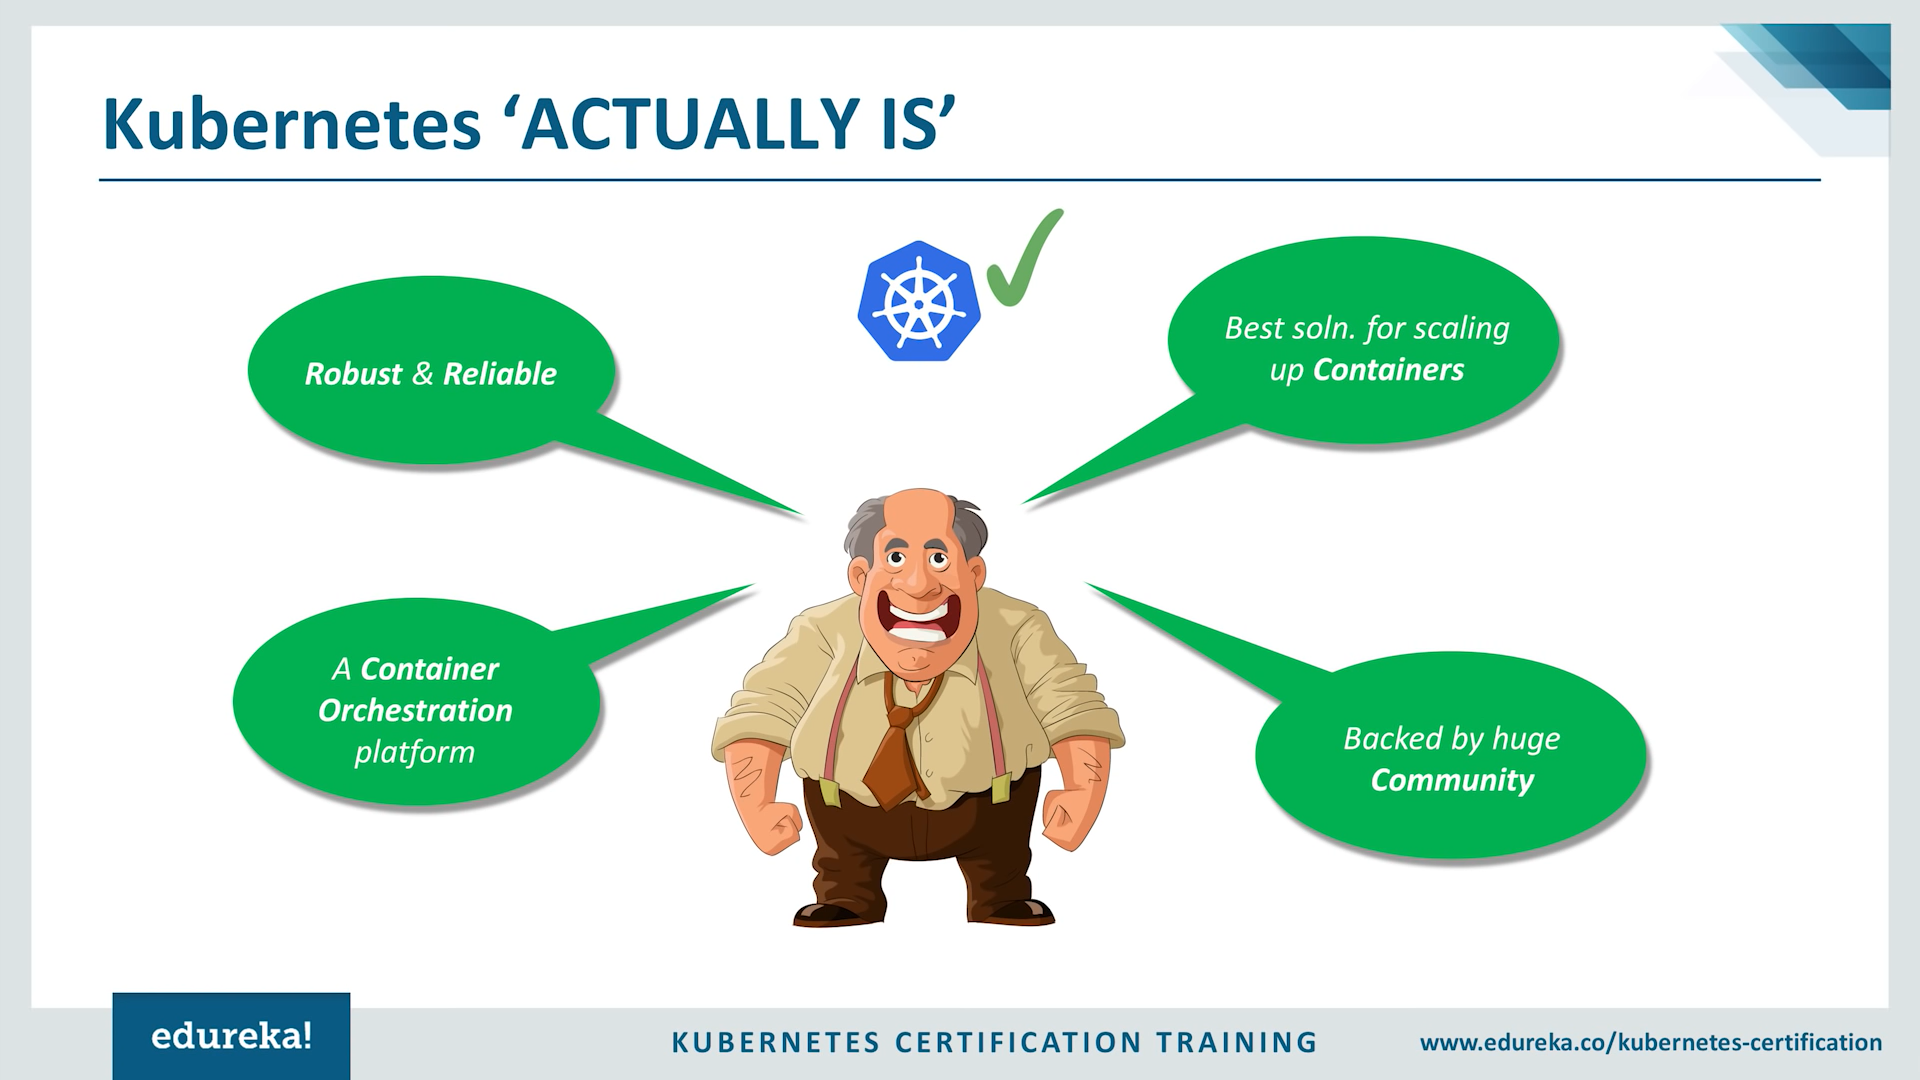 Kubernetes ‘ACTUALLY IS’
Robust & Reliable
Best soln. for scaling
up Containers
A Container
Orchestration
platform
Backed by huge
Community
edureka!
KUBERNETES CERTIFICATION TRAINING
www.edureka.co/kubernetes-certification